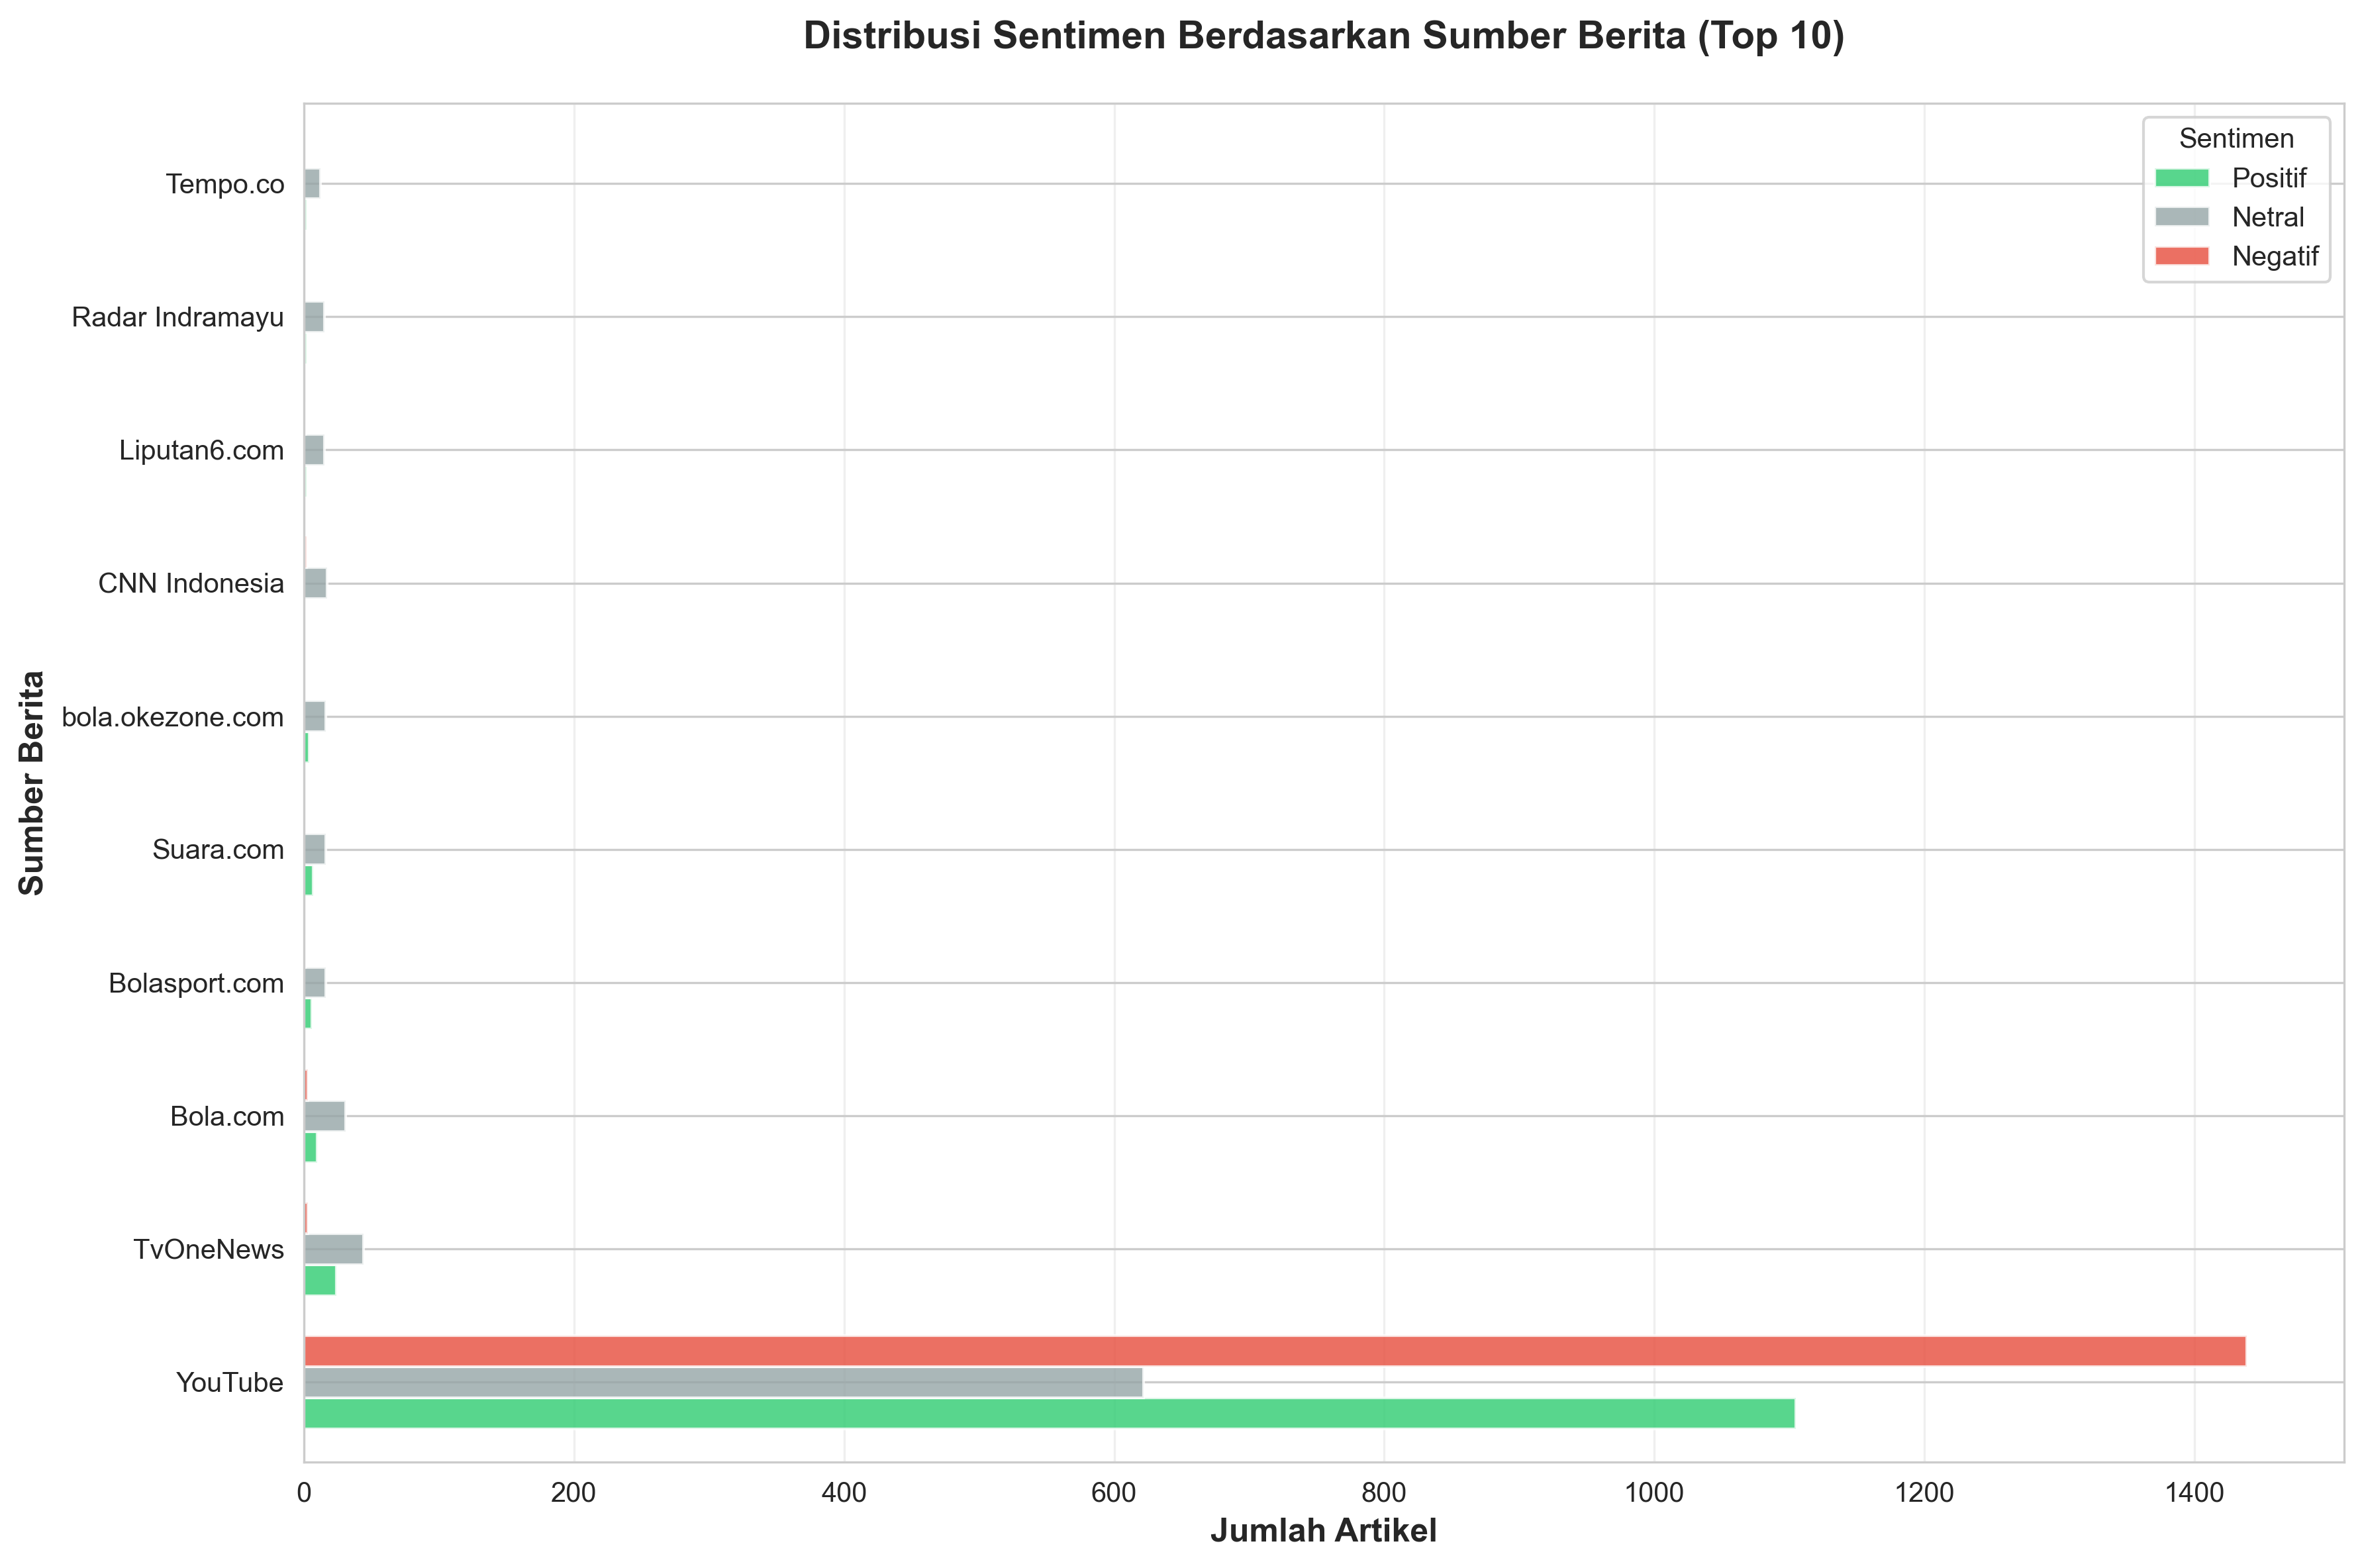 Distribusi Sentimen Berdasarkan Sumber Berita (Top 10)
Sentimen
Positif
Netral
Negatif
Sumber Berita
Tempo.co
Radar Indramayu
Liputan6.com
CNN Indonesia
bola.okezone.com
Suara.com
Bolasport.com
Bola.com
TvOneNews
YouTube
0 200 400 600 800 1000 1200 1400
Jumlah Artikel